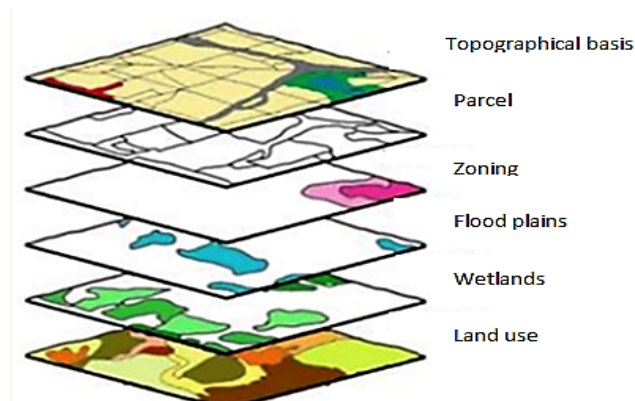 Topographical basis
Parcel
Zoning
Flood plains
Wetlands
Land use